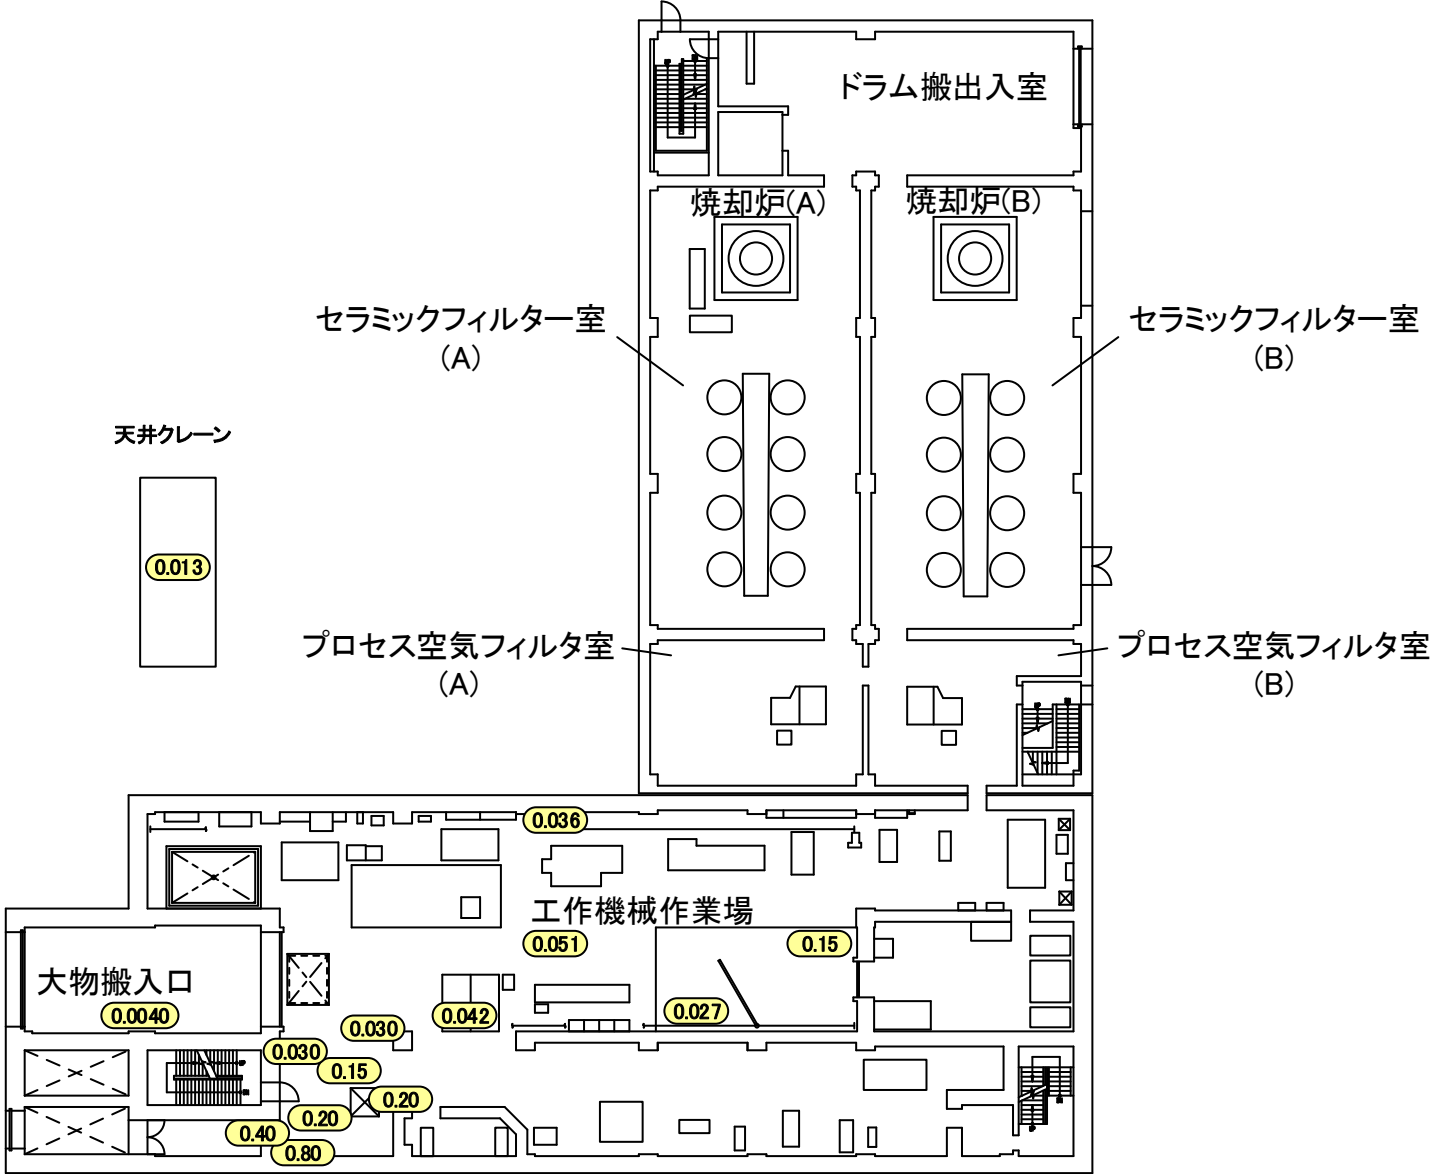 ドラム搬出入室
焼却炉(A)
焼却炉(B)
セラミックフィルター室
(A)
セラミックフィルター室
(B)
天井クレーン
0.013
プロセス空気フィルタ室
(A)
プロセス空気フィルタ室
(B)
0.036
工作機械作業場
0.051
0.15
大物搬入口
0.0040
0.042
0.027
0.030
0.030
0.15
0.20
0.20
0.40
0.80